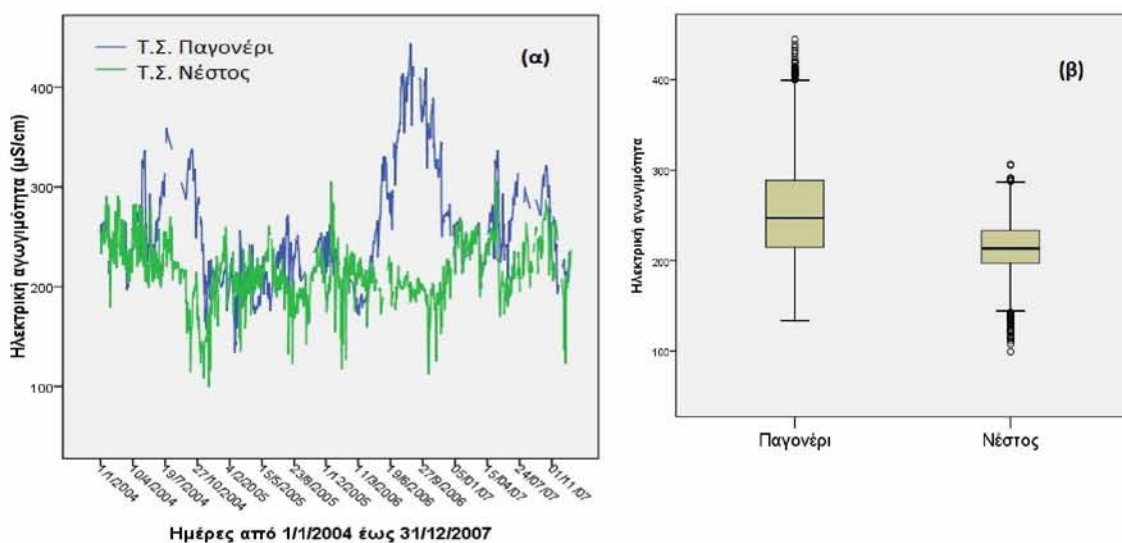 Τ.Σ. Παγονέρι
Τ.Σ. Νέστος
(α)
Ηλεκτρική αγωγιμότητα (μS/cm)
400
300
200
100
1/1/2004
10/4/2004
19/7/2004
27/10/2004
4/2/2005
15/5/2005
23/8/2005
1/12/2005
11/3/2006
19/6/2006
27/9/2006
05/01/07
15/04/07
24/07/07
01/11/07
Ημέρες από 1/1/2004 έως 31/12/2007
(β)
Ηλεκτρική αγωγιμότητα
400
300
200
100
Παγονέρι
Νέστος